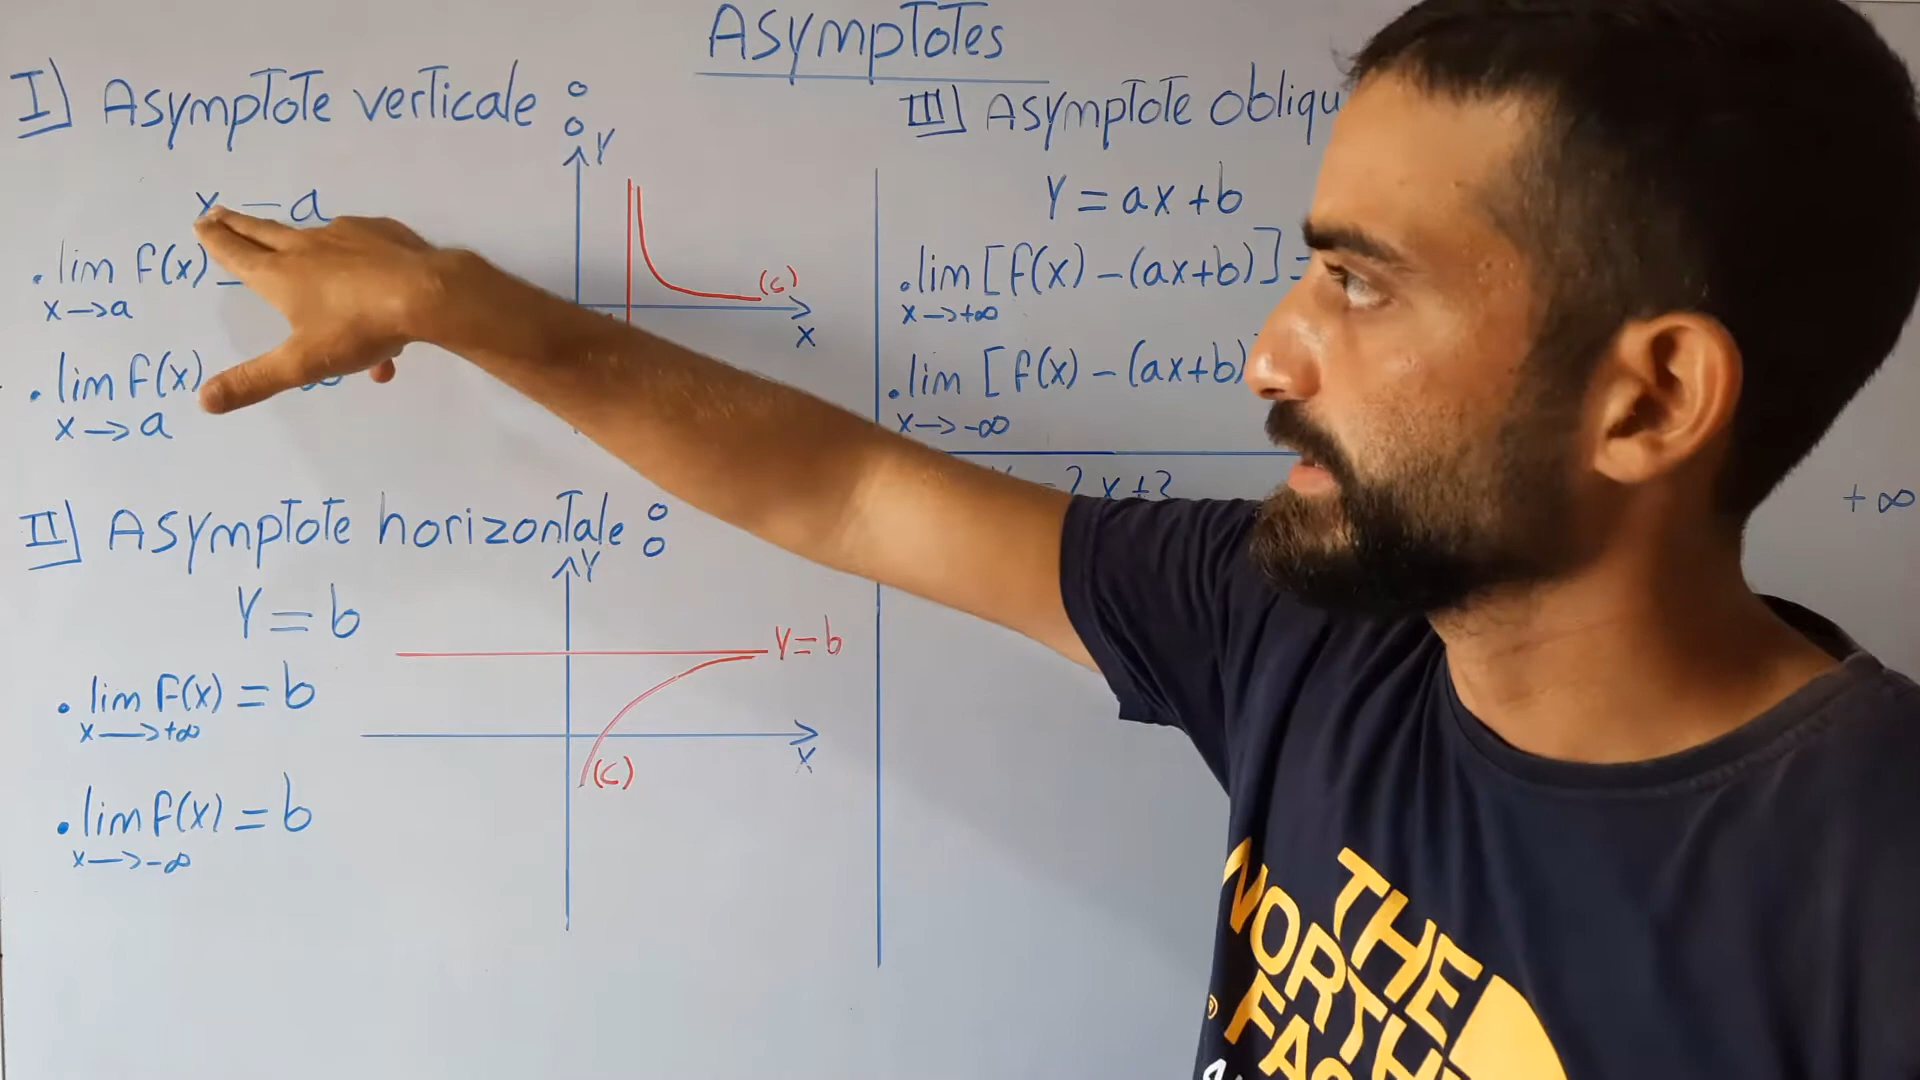 Asymptotes
I) Asymptote verticale :
x = a
. lim f(x)
x → a
. lim f(x)
x → a
Y
(c)
X
II) Asymptote horizontale :
Y = b
. lim f(x) = b
x → +∞
. lim f(x) = b
x → -∞
Y
Y = b
X
(c)
III) Asymptote obliqu
Y = ax + b
. lim [f(x) - (ax+b)] =
x → +∞
. lim [f(x) - (ax+b)
x → -∞
+∞
THE
NORTH